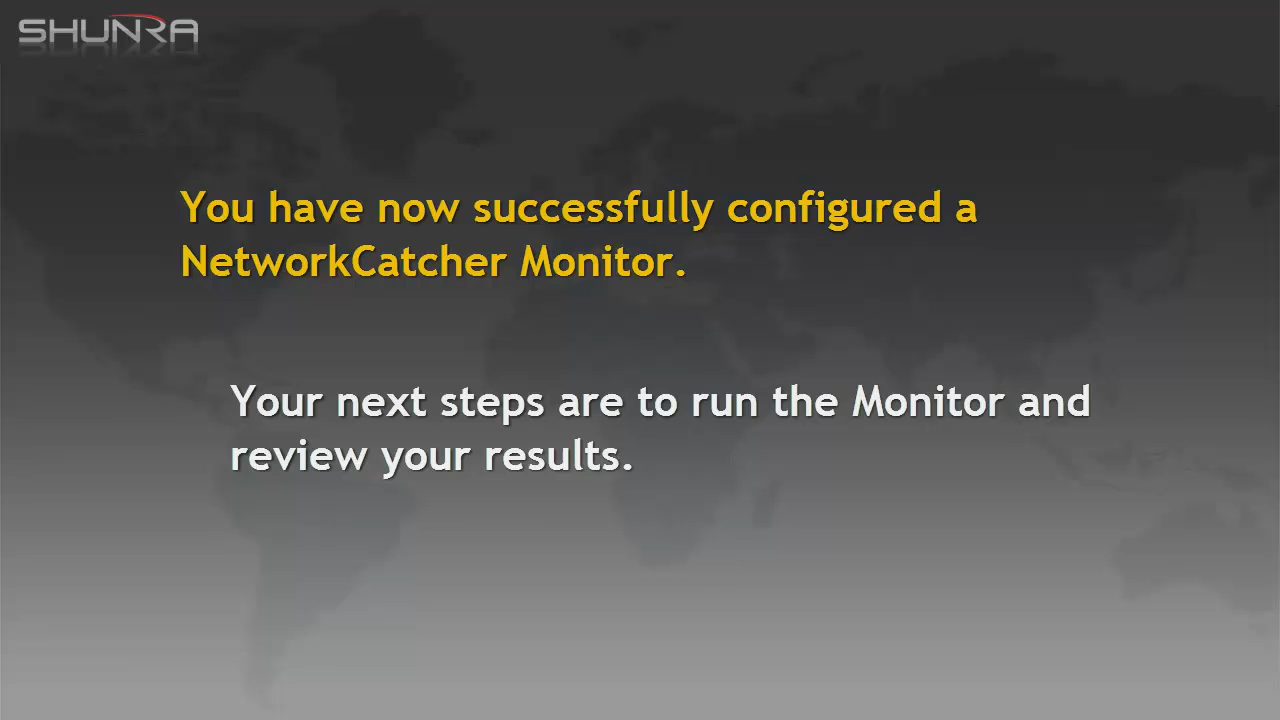 SHUNRA
You have now successfully configured a
NetworkCatcher Monitor.
Your next steps are to run the Monitor and
review your results.